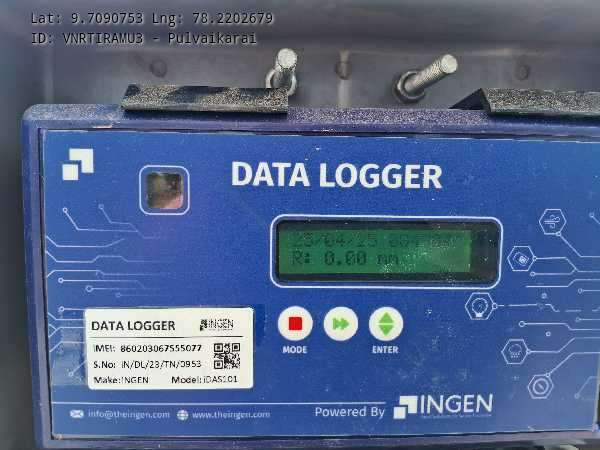 Lat: 9.7090753 Lng: 78.2202679
ID: VNRTIRAMU3 - Pulvaikarai
DATA LOGGER
R: 0.00 mm
MODE
ENTER
DATA LOGGER INGEN
IMEI: 860203067555077
S.No: IN/DL/23/TN/0953
Make: INGEN Model: iDAS101
info@theingen.com
www.theingen.com
Powered By INGEN